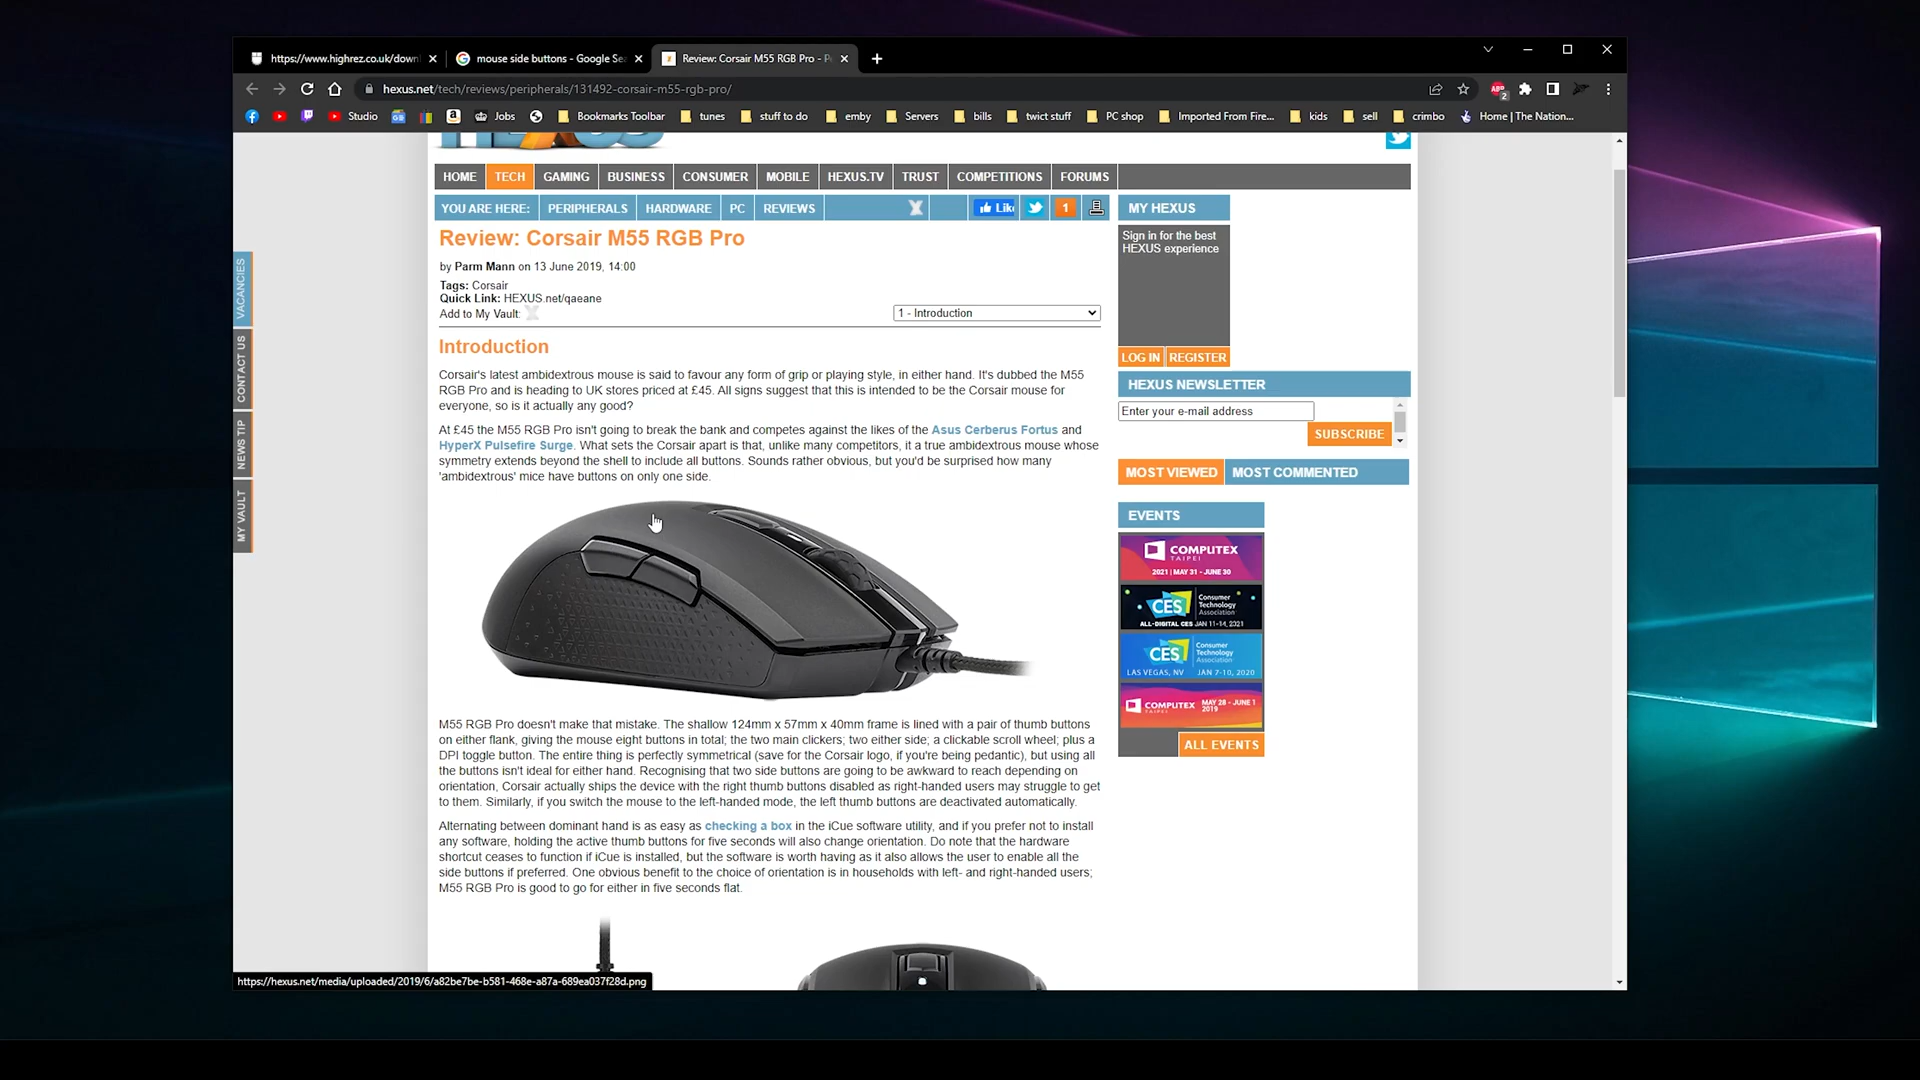 https://www.highrez.co.uk/down
mouse side buttons - Google Sea
Review: Corsair M55 RGB Pro - P
hexus.net/tech/reviews/peripherals/131492-corsair-m55-rgb-pro/
ABP 2
Studio
Jobs
Bookmarks Toolbar
tunes
stuff to do
emby
Servers
bills
twict stuff
PC shop
Imported From Fire...
kids
sell
crimbo
Home | The Nation...
HOME TECH GAMING BUSINESS CONSUMER MOBILE HEXUS.TV TRUST COMPETITIONS FORUMS
YOU ARE HERE: PERIPHERALS HARDWARE PC REVIEWS
Lik
1
Review: Corsair M55 RGB Pro
by Parm Mann on 13 June 2019, 14:00
Tags: Corsair
Quick Link: HEXUS.net/qaeane
Add to My Vault:
1 - Introduction
Introduction
Corsair's latest ambidextrous mouse is said to favour any form of grip or playing style, in either hand. It's dubbed the M55
RGB Pro and is heading to UK stores priced at £45. All signs suggest that this is intended to be the Corsair mouse for
everyone, so is it actually any good?
At £45 the M55 RGB Pro isn't going to break the bank and competes against the likes of the Asus Cerberus Fortus and
HyperX Pulsefire Surge. What sets the Corsair apart is that, unlike many competitors, it a true ambidextrous mouse whose
symmetry extends beyond the shell to include all buttons. Sounds rather obvious, but you'd be surprised how many
'ambidextrous' mice have buttons on only one side.
M55 RGB Pro doesn't make that mistake. The shallow 124mm x 57mm x 40mm frame is lined with a pair of thumb buttons
on either flank, giving the mouse eight buttons in total; the two main clickers; two either side; a clickable scroll wheel; plus a
DPI toggle button. The entire thing is perfectly symmetrical (save for the Corsair logo, if you're being pedantic), but using all
the buttons isn't ideal for either hand. Recognising that two side buttons are going to be awkward to reach depending on
orientation, Corsair actually ships the device with the right thumb buttons disabled as right-handed users may struggle to get
to them. Similarly, if you switch the mouse to the left-handed mode, the left thumb buttons are deactivated automatically.
Alternating between dominant hand is as easy as checking a box in the iCue software utility, and if you prefer not to install
any software, holding the active thumb buttons for five seconds will also change orientation. Do note that the hardware
shortcut ceases to function if iCue is installed, but the software is worth having as it also allows the user to enable all the
side buttons if preferred. One obvious benefit to the choice of orientation is in households with left- and right-handed users;
M55 RGB Pro is good to go for either in five seconds flat.
MY HEXUS
Sign in for the best
HEXUS experience
LOG IN REGISTER
HEXUS NEWSLETTER
Enter your e-mail address
SUBSCRIBE
MOST VIEWED MOST COMMENTED
EVENTS
COMPUTEX
TAIPEI
2021 | MAY 31 - JUNE 30
CES Consumer
Technology
Association
ALL-DIGITAL CES JAN 11-14, 2021
CES Consumer
Technology
Association
LAS VEGAS, NV JAN 7-10, 2020
COMPUTEX
TAIPEI
MAY 28 - JUNE 1
2019
ALL EVENTS
VACANCIES
CONTACT US
NEWS TIP
MY VAULT
https://hexus.net/media/uploaded/2019/6/a82be7be-b581-468e-a87a-689ea037f28d.png